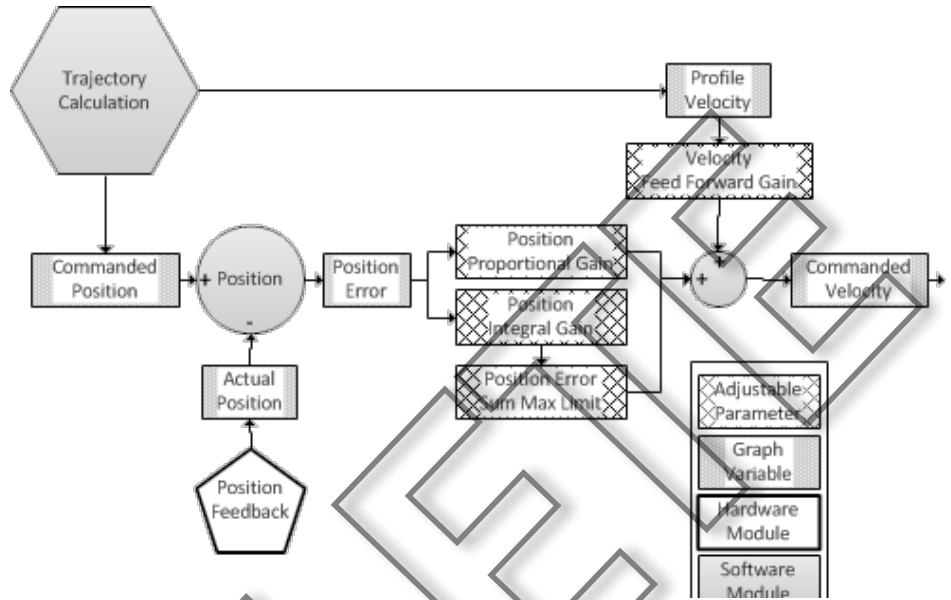 Trajectory
Calculation
Profile
Velocity
Velocity
Feed Forward Gain
Commanded
Position
+ Position
-
Position
Error
Position
Proportional Gain
Position
Integral Gain
Position Error
Sum Max Limit
+
+
Commanded
Velocity
Actual
Position
Position
Feedback
Adjustable
Parameter
Graph
Variable
Hardware
Module
Software
Module